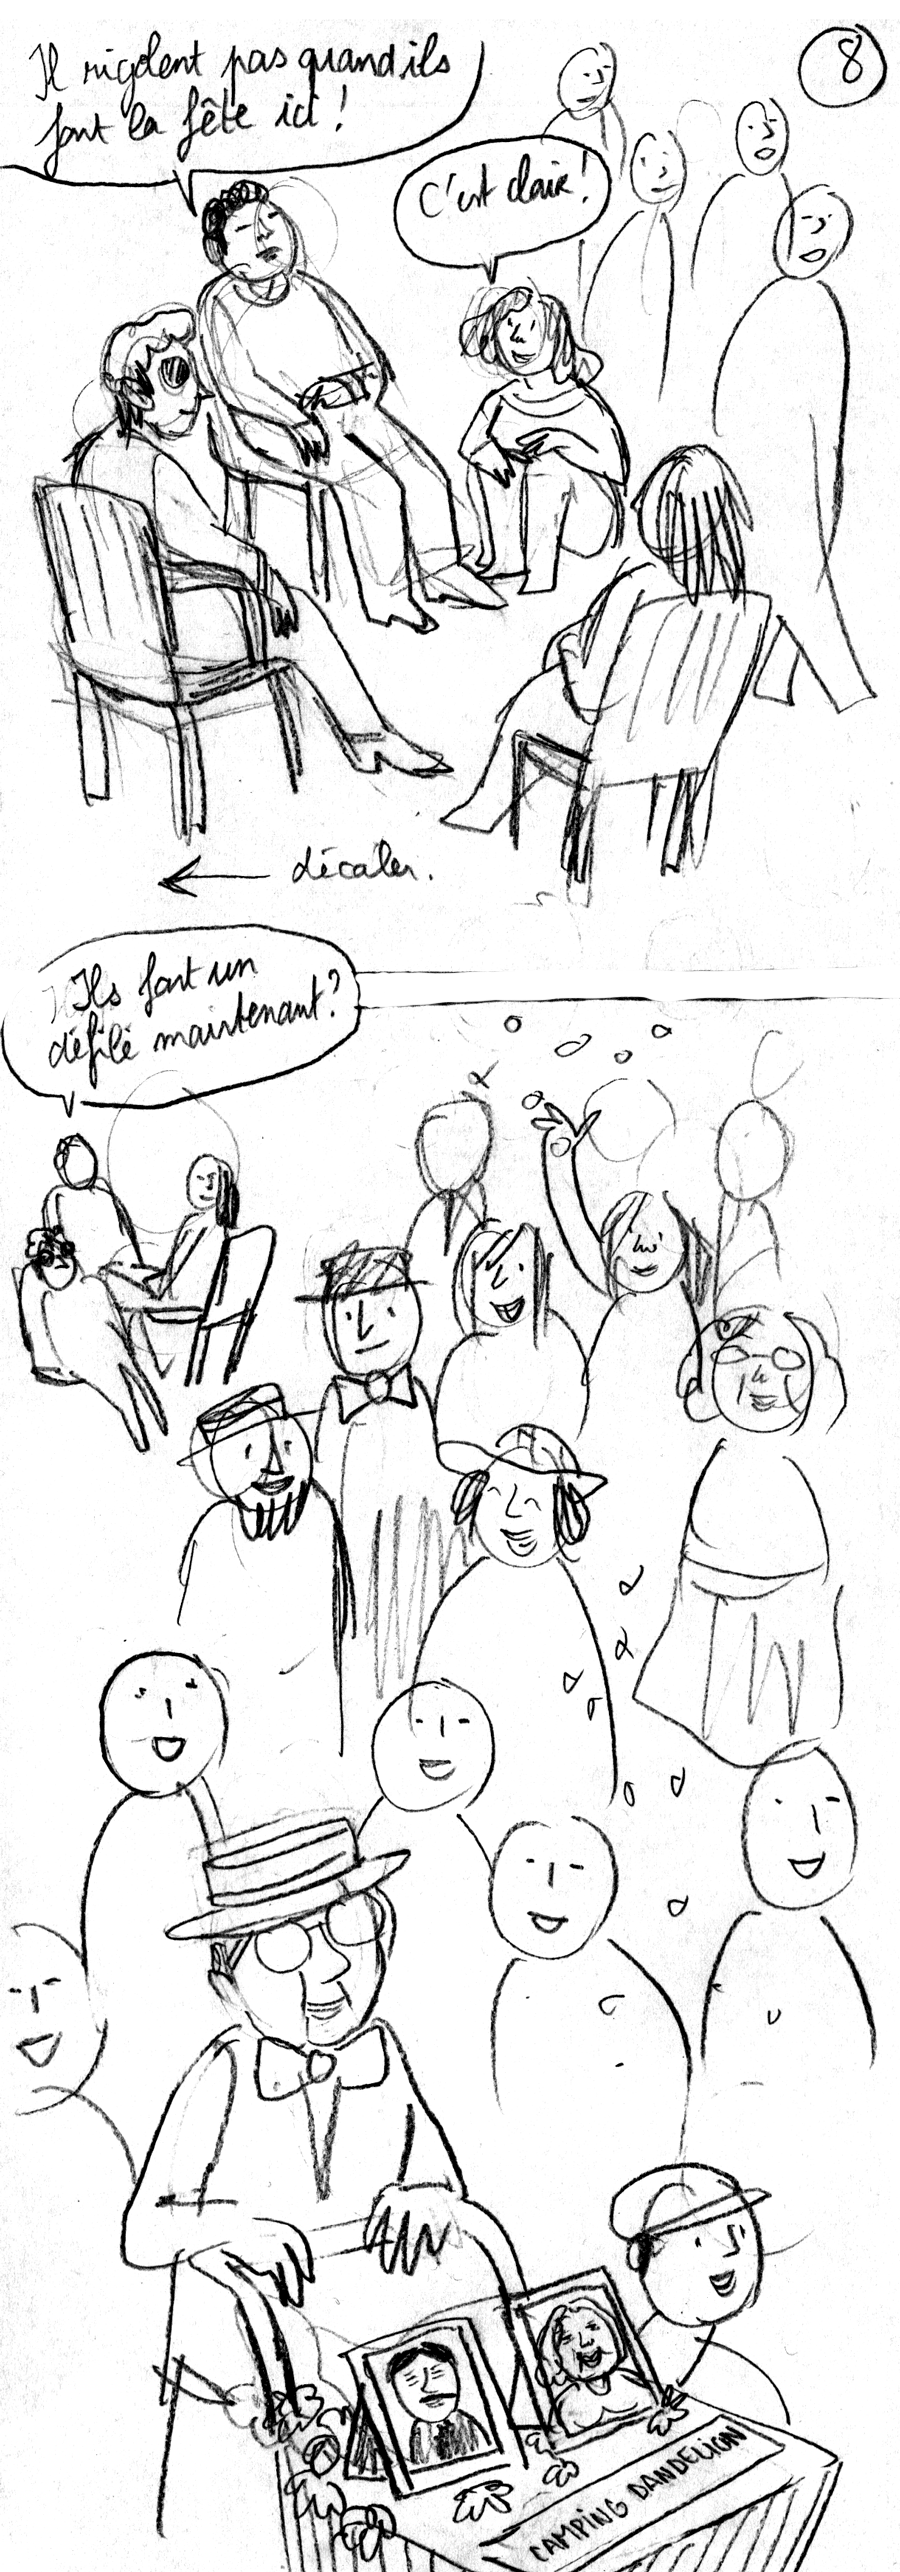 Il rigolent pas quand ils
font la fête ici !
8
C'est clair !
← décaler.
Ils font un
défilé maintenant ?
CAMPING DANDELION